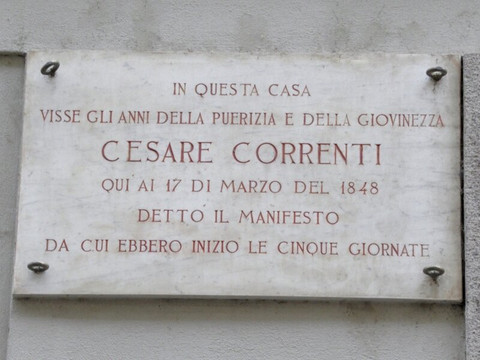 IN QUESTA CASA
VISSE GLI ANNI DELLA PUERIZIA E DELLA GIOVINEZZA
CESARE CORRENTI
QUI AI 17 DI MARZO DEL 1848
DETTO IL MANIFESTO
DA CUI EBBERO INIZIO LE CINQUE GIORNATE